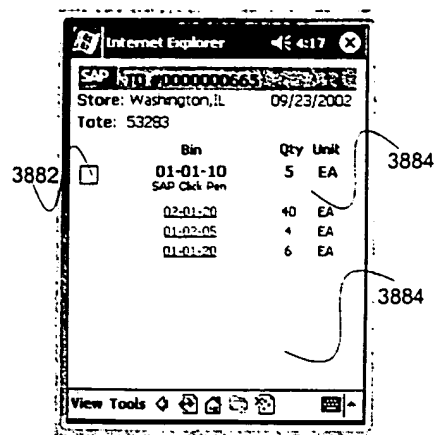 Internet Explorer 4:17
SAP TO #0000000665
Store: Washington,IL 09/23/2002
Tote: 53283
Bin Qty Unit
3882 01-01-10 5 EA 3884
SAP Click Pen
02-01-20 40 EA
01-02-05 4 EA
01-01-20 6 EA
3884
View Tools